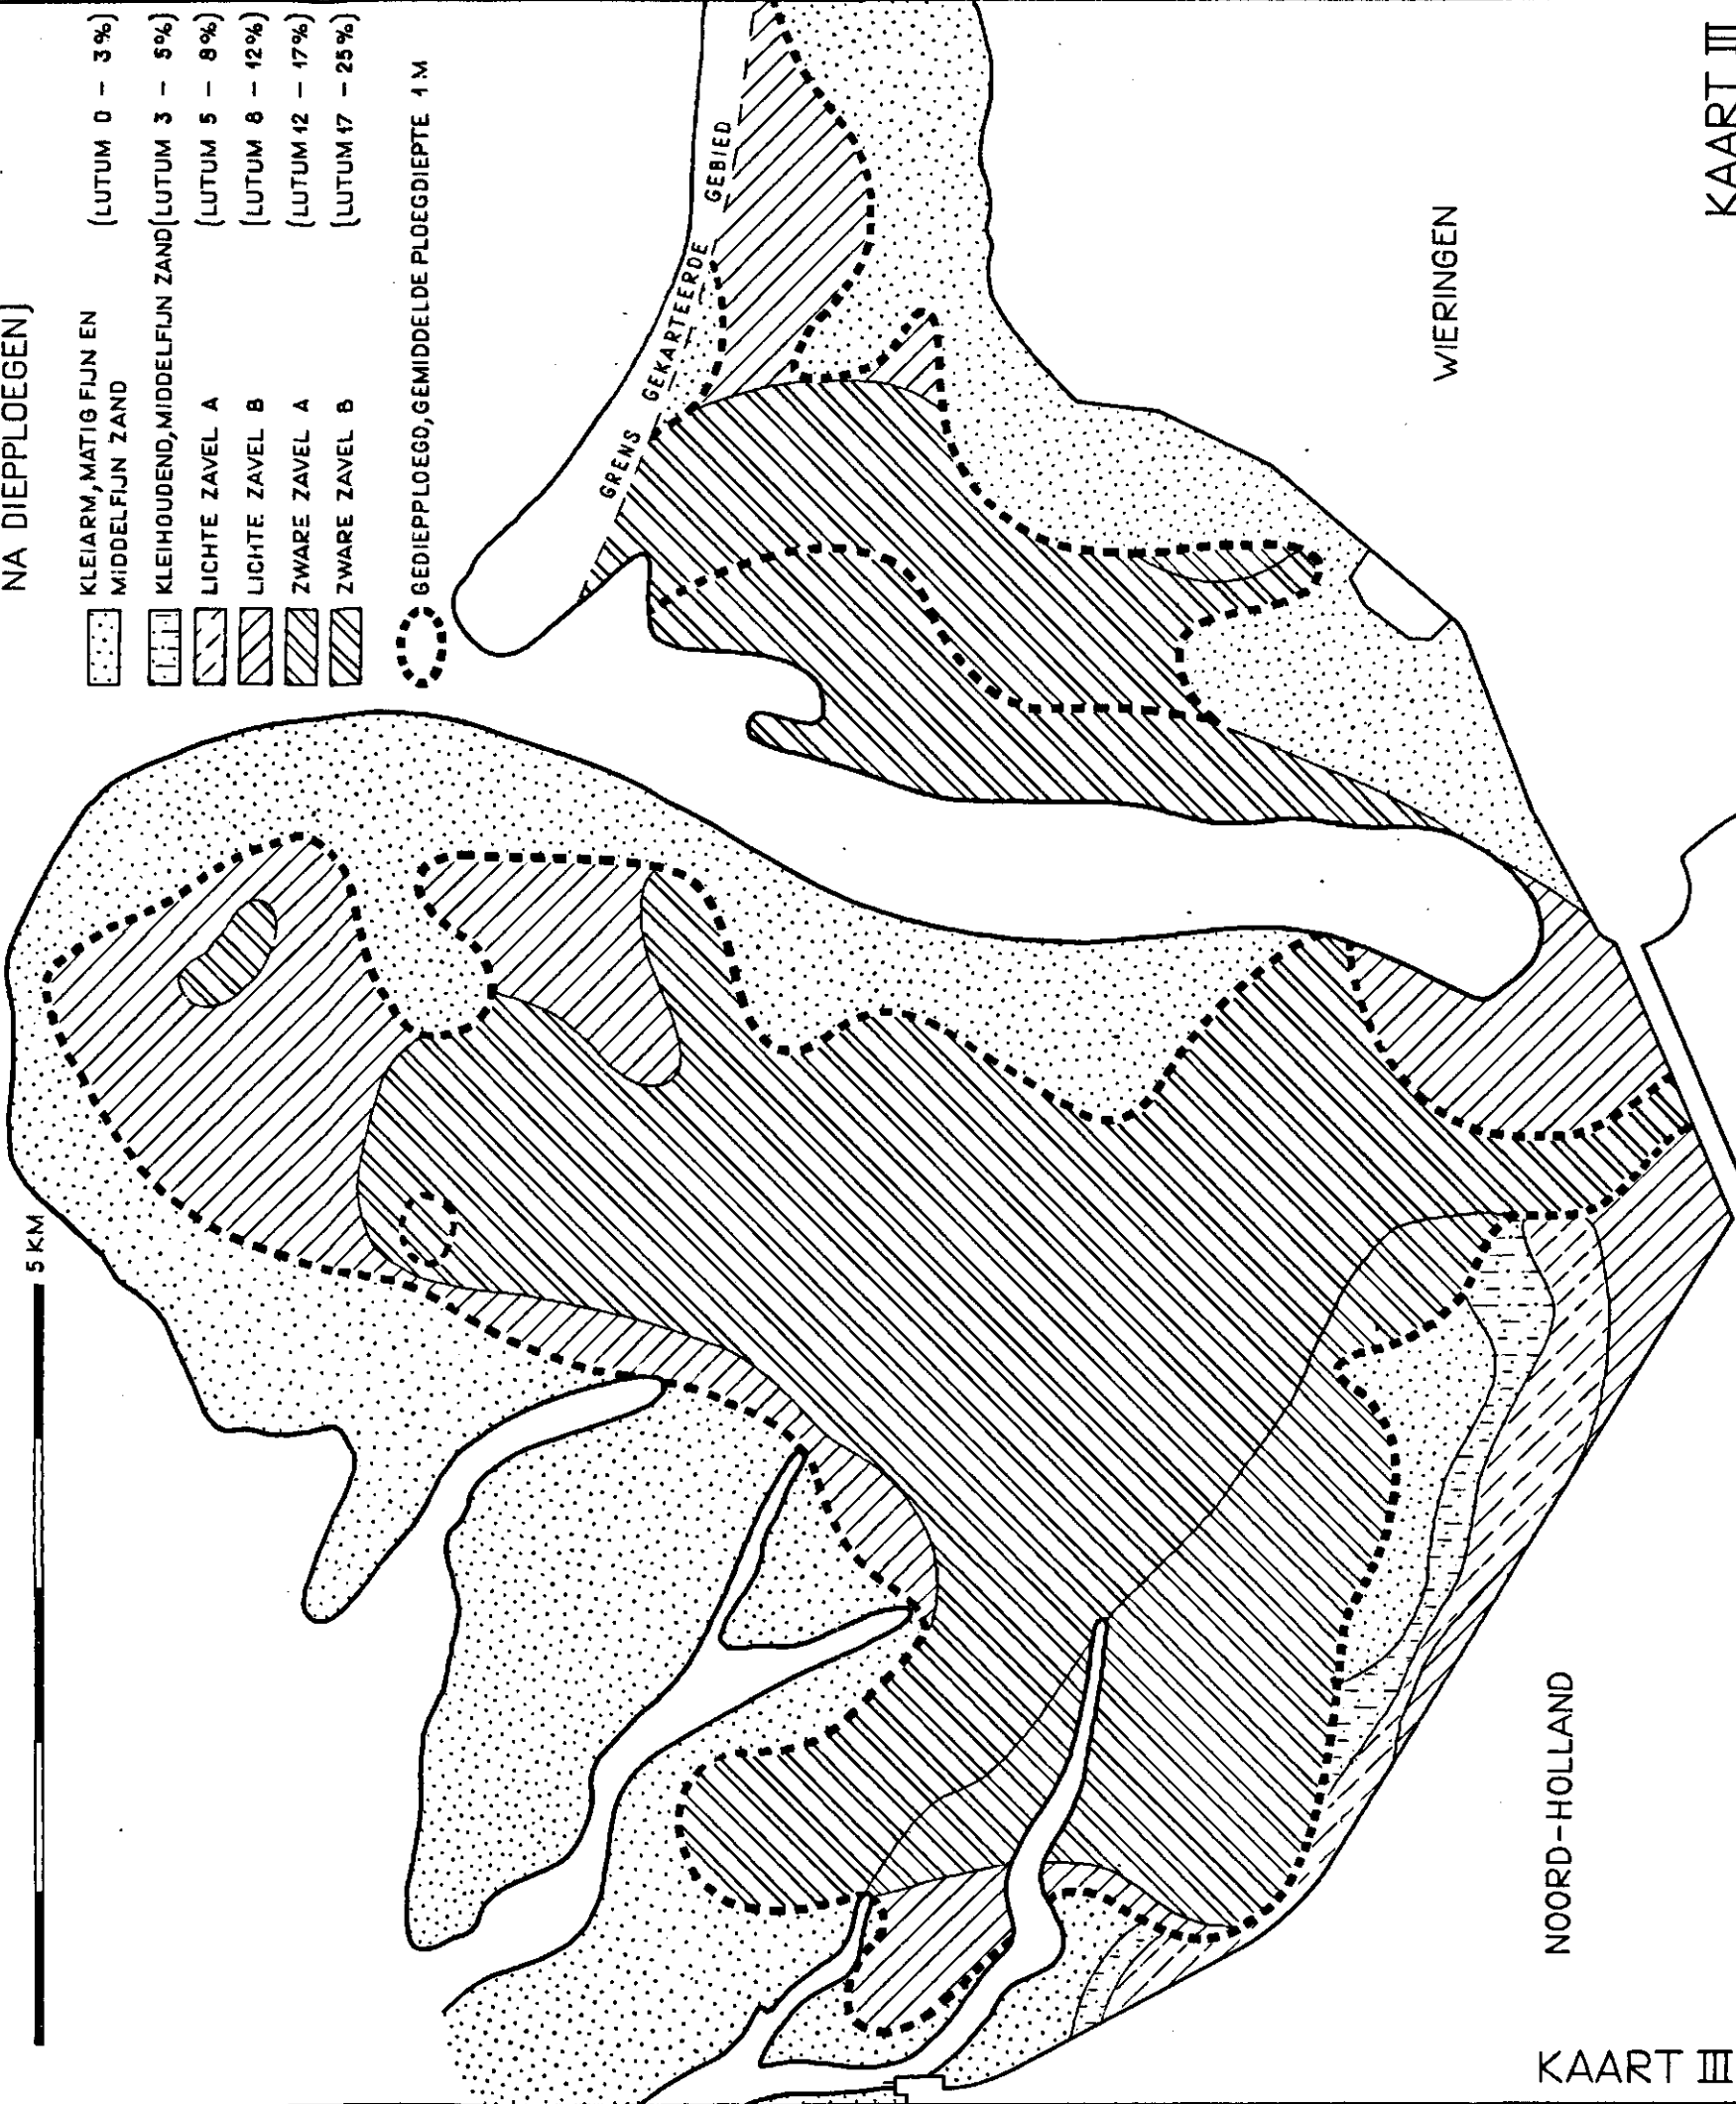 NA DIEPPLOEGEN)
KLEIARM, MATIG FIJN EN
MIDDELFIJN ZAND (LUTUM 0 - 3%)
KLEIHOUDEND, MIDDELFIJN ZAND (LUTUM 3 - 5%)
LICHTE ZAVEL A (LUTUM 5 - 8%)
LICHTE ZAVEL B (LUTUM 8 - 12%)
ZWARE ZAVEL A (LUTUM 12 - 17%)
ZWARE ZAVEL B (LUTUM 17 - 25%)
GEDIEPPLOEGD, GEMIDDELDE PLOEGDIEPTE 1 M
5 KM
GRENS GEKARTEERDE GEBIED
WIERINGEN
NOORD-HOLLAND
KAART III
KAART III